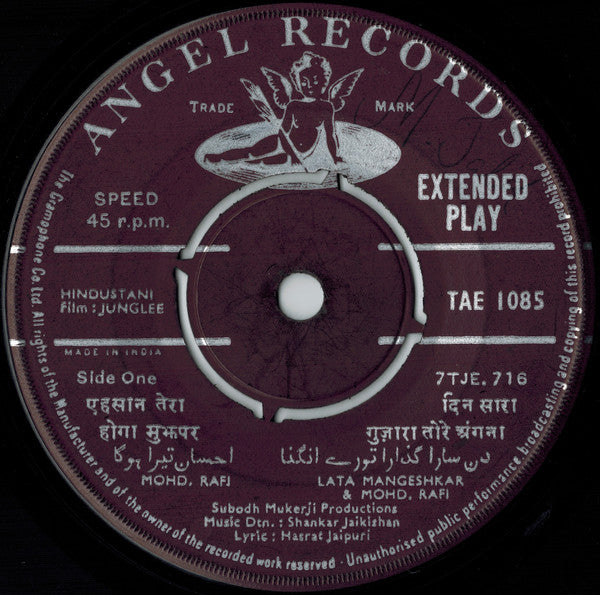 ANGEL RECORDS
TRADE MARK
SPEED
45 r.p.m.
EXTENDED
PLAY
HINDUSTANI
Film : JUNGLEE
TAE 1085
MADE IN INDIA
Side One
7TJE. 716
एहसान तेरा
होगा मुझपर
احسان تیرا ہوگا
MOHD. RAFI
दिन सारा
गुज़ारा तोरे अंगना
دن سارا گذارا تورے انگنا
LATA MANGESHKAR
& MOHD. RAFI
Subodh Mukerji Productions
Music Dtn. : Shankar Jaikishan
Lyric : Hasrat Jaipuri
The Gramophone Co. Ltd All rights of the Manufacturer and of the owner of the recorded work reserved - Unauthorised public performance, broadcasting and copying of this record prohibited